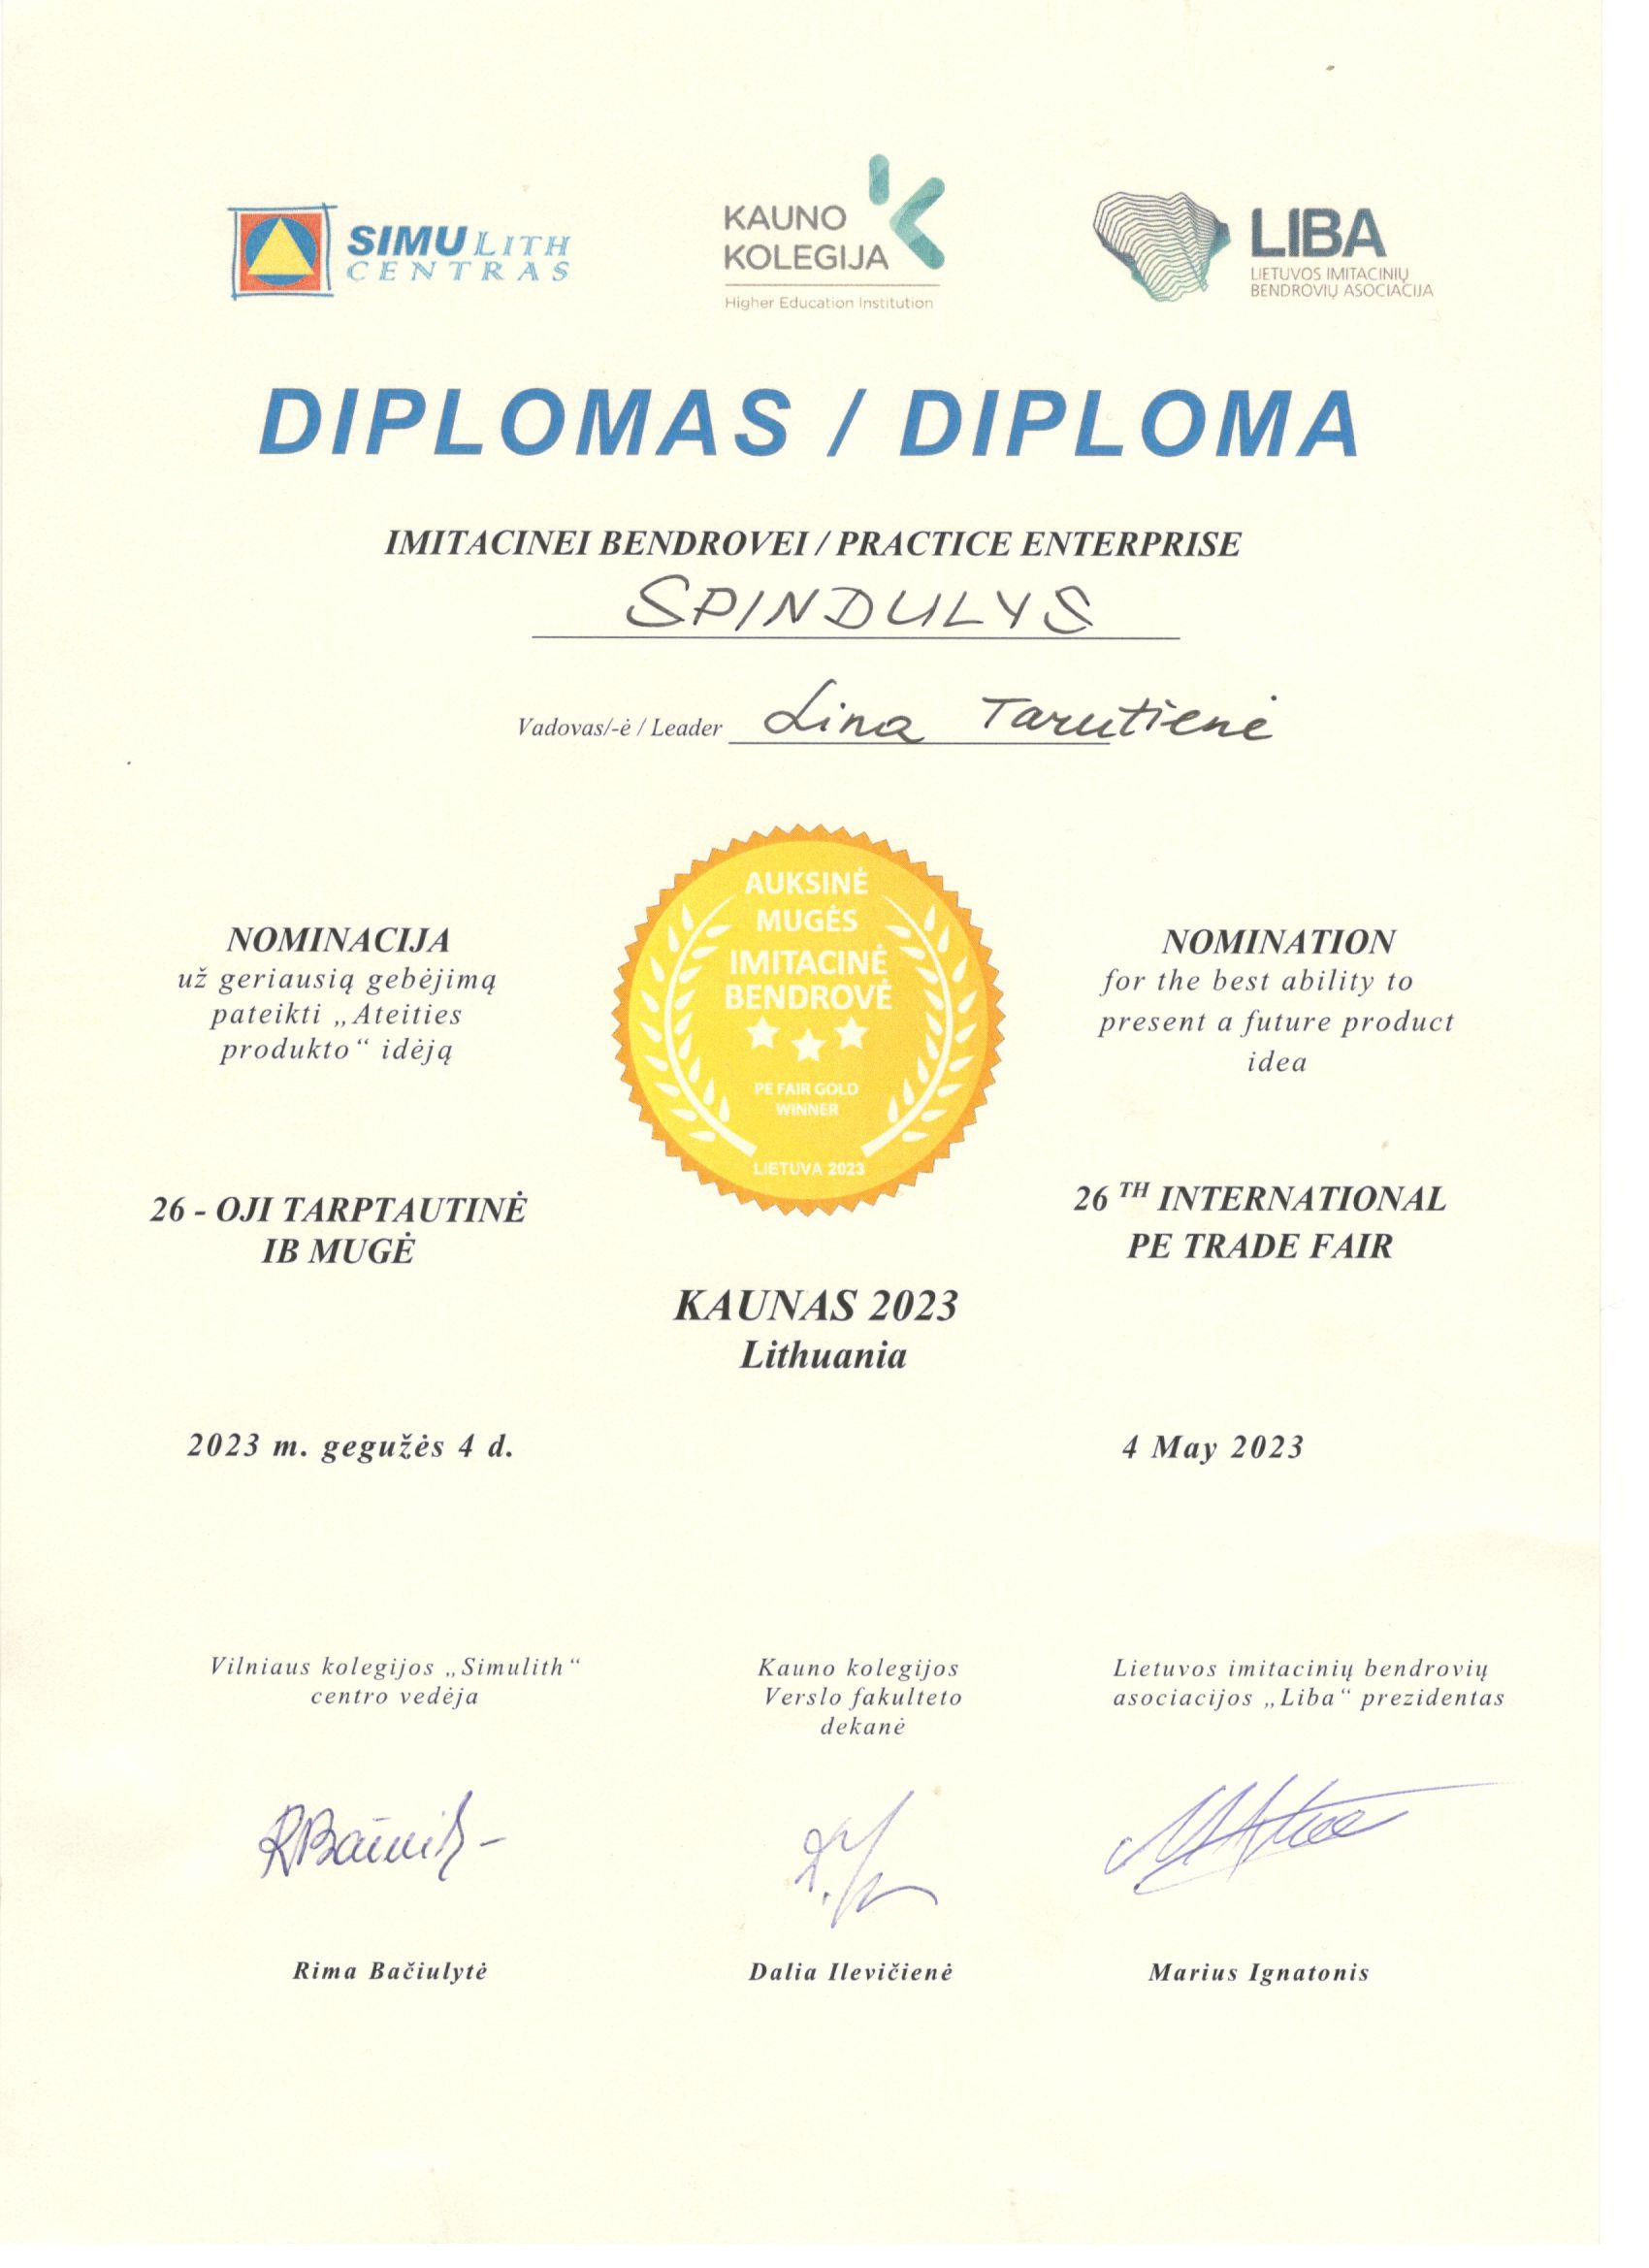 SIMULITH
CENTRAS
KAUNO
KOLEGIJA
Higher Education Institution
LIBA
LIETUVOS IMITACINIŲ
BENDROVIŲ ASOCIACIJA
DIPLOMAS / DIPLOMA
IMITACINEI BENDROVEI / PRACTICE ENTERPRISE
SPINDULYS
Vadovas/-ė / Leader Lina Tarutienė
NOMINACIJA
už geriausią gebėjimą
pateikti „Ateities
produkto“ idėją
AUKSINĖ
MUGĖS
IMITACINĖ
BENDROVĖ
PE FAIR GOLD
WINNER
LIETUVA 2023
NOMINATION
for the best ability to
present a future product
idea
26 - OJI TARPTAUTINĖ
IB MUGĖ
26 TH INTERNATIONAL
PE TRADE FAIR
KAUNAS 2023
Lithuania
2023 m. gegužės 4 d.
4 May 2023
Vilniaus kolegijos „Simulith“
centro vedėja
Kauno kolegijos
Verslo fakulteto
dekanė
Lietuvos imitacinių bendrovių
asociacijos „Liba“ prezidentas
Rima Bačiulytė
Dalia Ilevičienė
Marius Ignatonis